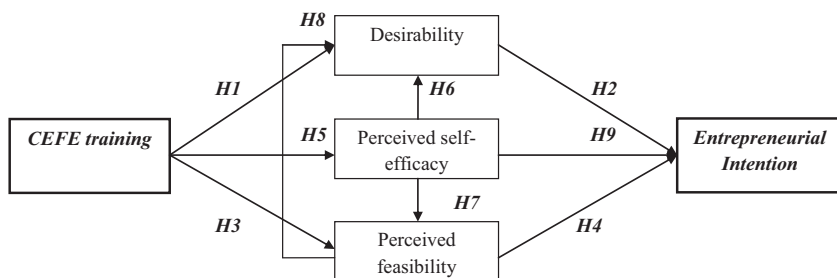 H8
Desirability
H1
H2
H6
CEFE training
H5
Perceived self-
efficacy
H9
Entrepreneurial
Intention
H7
H3
Perceived
feasibility
H4